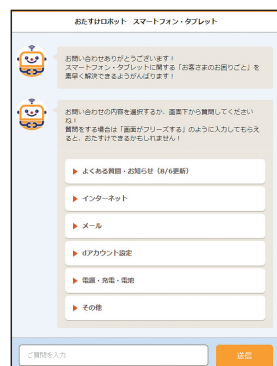 おたすけロボット スマートフォン・タブレット
お問い合わせありがとうございます！
スマートフォン・タブレットに関する「お客さまのお困りごと」を
素早く解決できるようがんばります！
お問い合わせの内容を選択するか、画面下から質問してください
ね！
質問をする場合は「画面がフリーズする」のように入力してもらえ
ると、おたすけできるかもしれません！
よくある質問・お知らせ（8/6更新）
インターネット
メール
dアカウント設定
電源・充電・電池
その他
ご質問を入力
送信